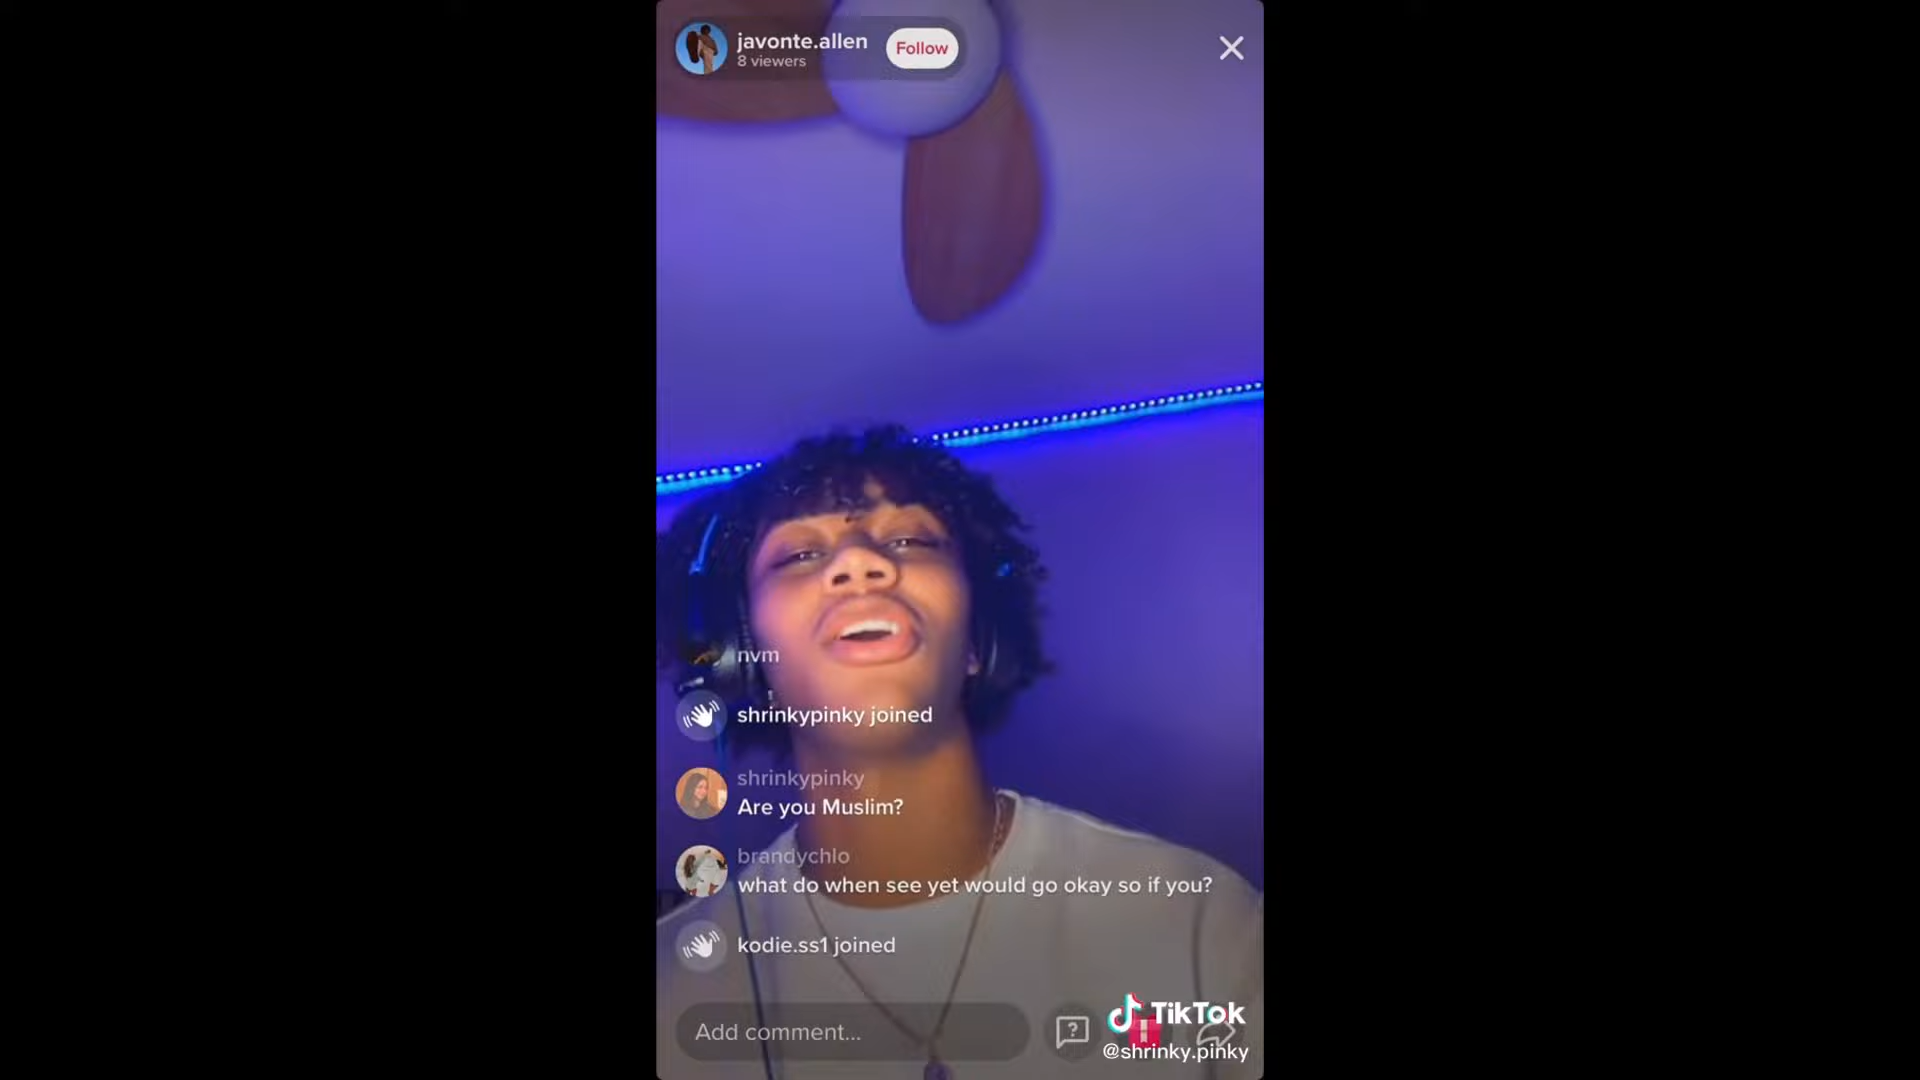 javonte.allen
8 viewers
Follow
nvm
shrinkypinky joined
shrinkypinky
Are you Muslim?
brandychlo
what do when see yet would go okay so if you?
kodie.ss1 joined
Add comment...
TikTok
@shrinky.pinky